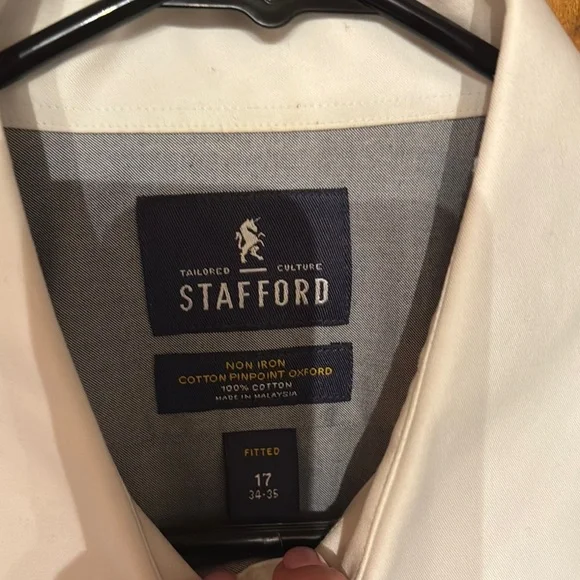 TAILORED CULTURE
STAFFORD
NON IRON
COTTON PINPOINT OXFORD
100% COTTON
MADE IN MALAYSIA
FITTED
17
34-35